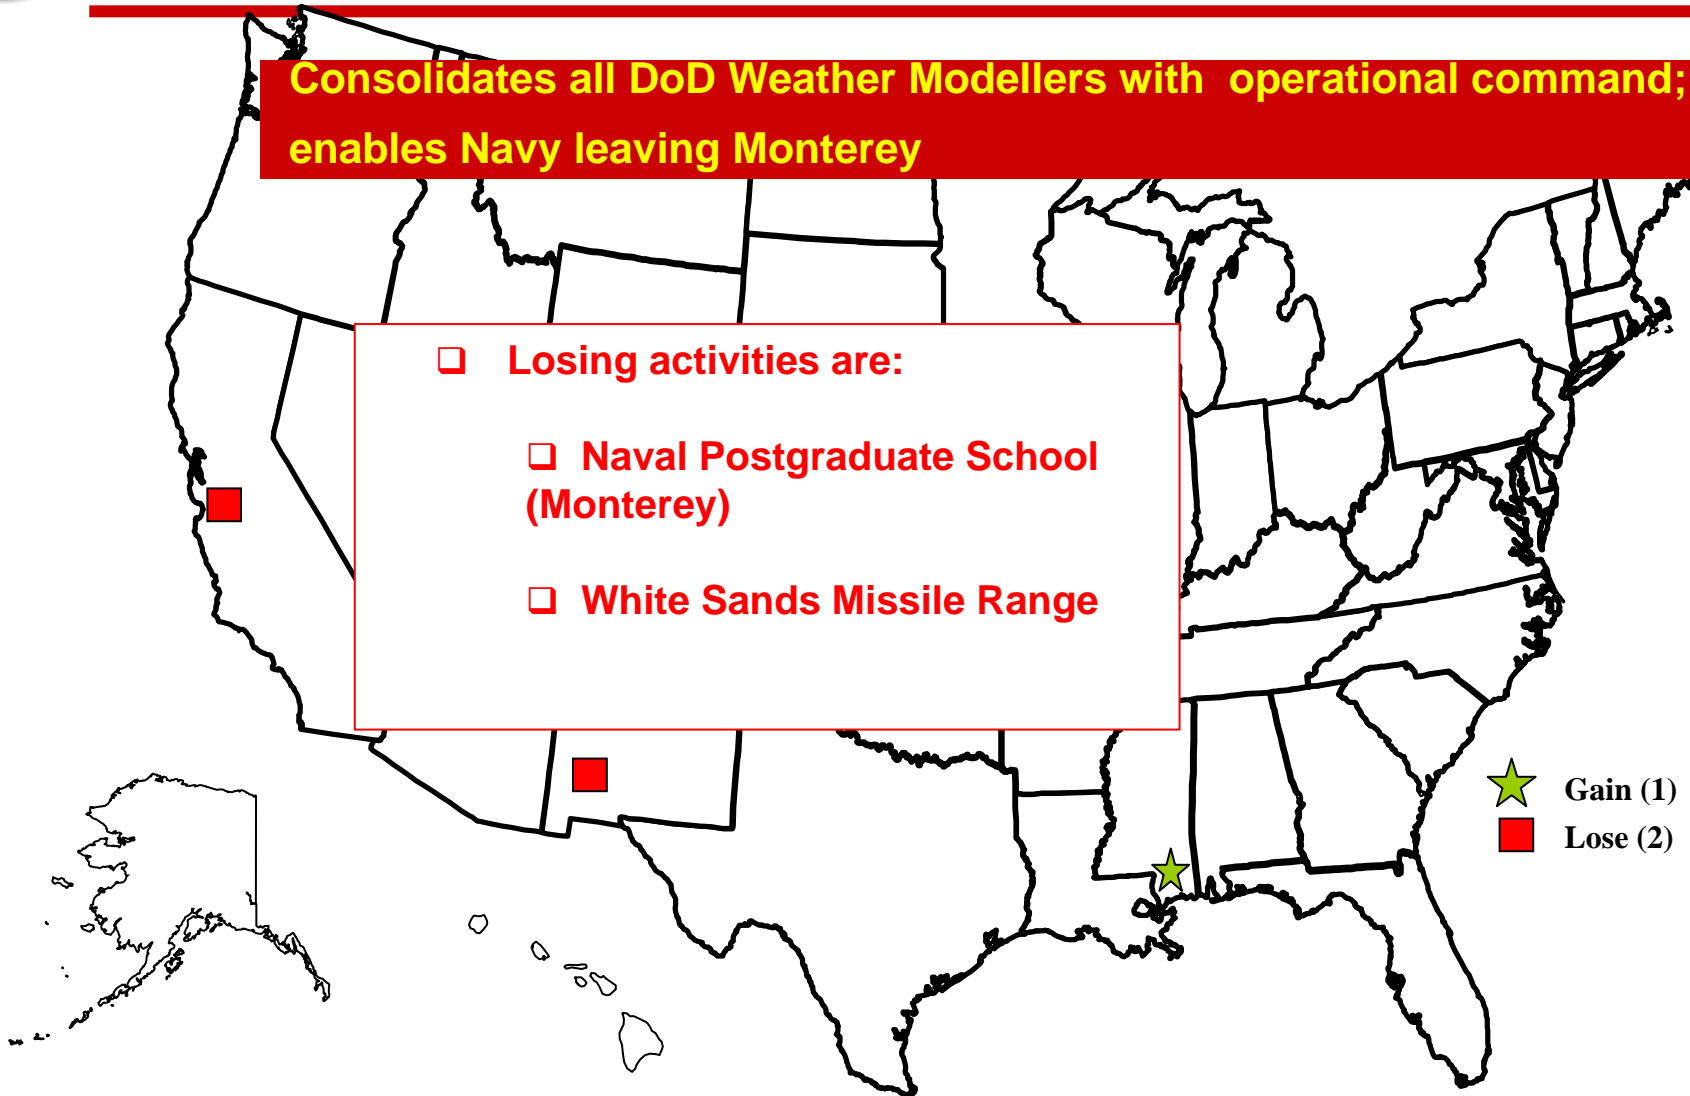 Consolidates all DoD Weather Modellers with operational command;
enables Navy leaving Monterey
Losing activities are:
Naval Postgraduate School
(Monterey)
White Sands Missile Range
Gain (1)
Lose (2)